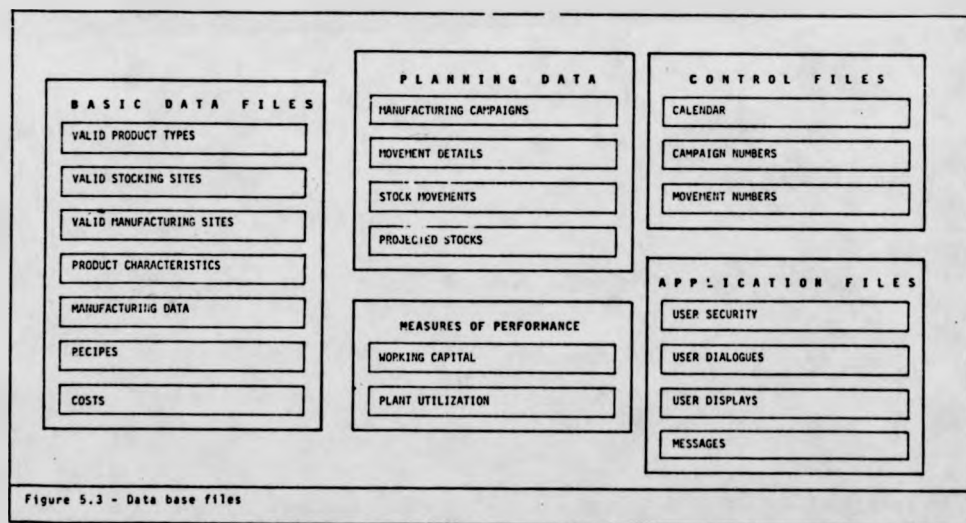 BASIC DATA FILES
VALID PRODUCT TYPES
VALID STOCKING SITES
VALID MANUFACTURING SITES
PRODUCT CHARACTERISTICS
MANUFACTURING DATA
RECIPES
COSTS
PLANNING DATA
MANUFACTURING CAMPAIGNS
MOVEMENT DETAILS
STOCK MOVEMENTS
PROJECTED STOCKS
MEASURES OF PERFORMANCE
WORKING CAPITAL
PLANT UTILIZATION
CONTROL FILES
CALENDAR
CAMPAIGN NUMBERS
MOVEMENT NUMBERS
APPLICATION FILES
USER SECURITY
USER DIALOGUES
USER DISPLAYS
MESSAGES
Figure 5.3 - Data base files